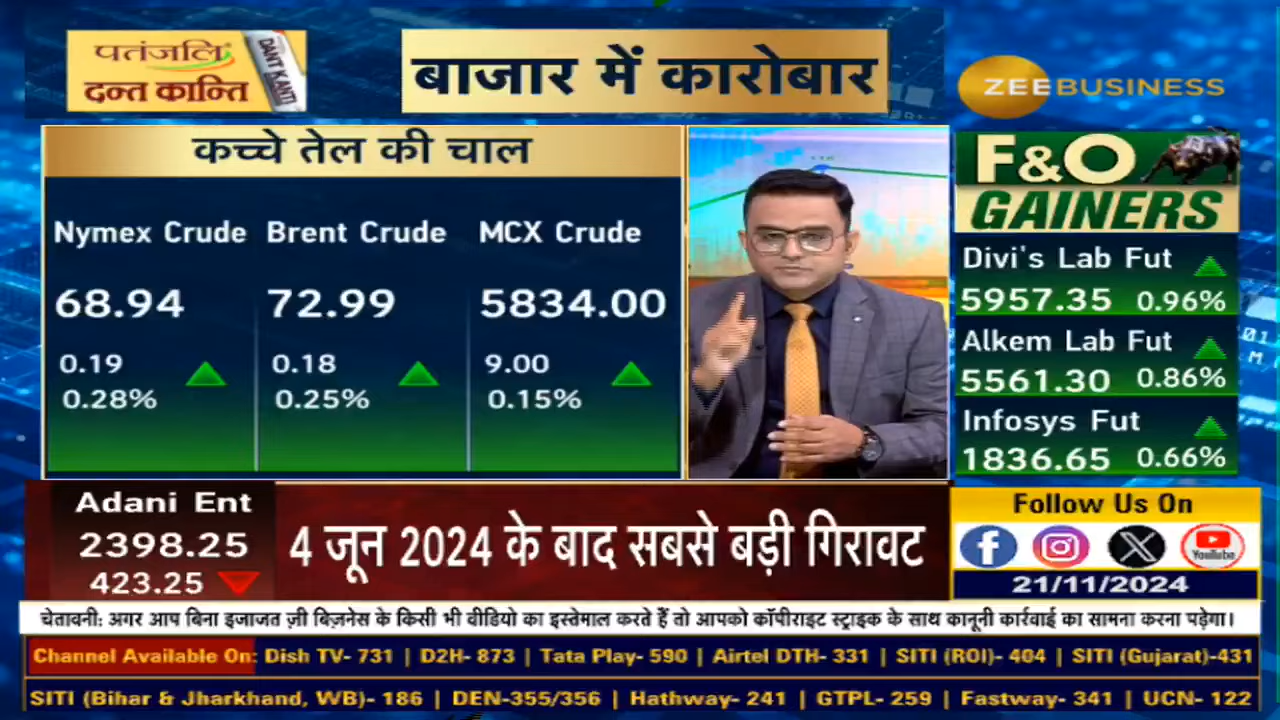 पतंजलि
दन्त कान्ति
DANT KANTI
बाजार में कारोबार
ZEEBUSINESS
कच्चे तेल की चाल
Nymex Crude Brent Crude MCX Crude
68.94 72.99 5834.00
0.19 0.18 9.00
0.28% 0.25% 0.15%
F&O
GAINERS
Divi's Lab Fut
5957.35 0.96%
Alkem Lab Fut
5561.30 0.86%
Infosys Fut
1836.65 0.66%
Adani Ent
2398.25
423.25
4 जून 2024 के बाद सबसे बड़ी गिरावट
Follow Us On
YouTube
21/11/2024
चेतावनी: अगर आप बिना इजाजत ज़ी बिज़नेस के किसी भी वीडियो का इस्तेमाल करते हैं तो आपको कॉपीराइट स्ट्राइक के साथ कानूनी कार्रवाई का सामना करना पड़ेगा।
Channel Available On: Dish TV- 731 | D2H- 873 | Tata Play- 590 | Airtel DTH- 331 | SITI (ROI)- 404 | SITI (Gujarat)-431
SITI (Bihar & Jharkhand, WB)- 186 | DEN-355/356 | Hathway- 241 | GTPL- 259 | Fastway- 341 | UCN- 122